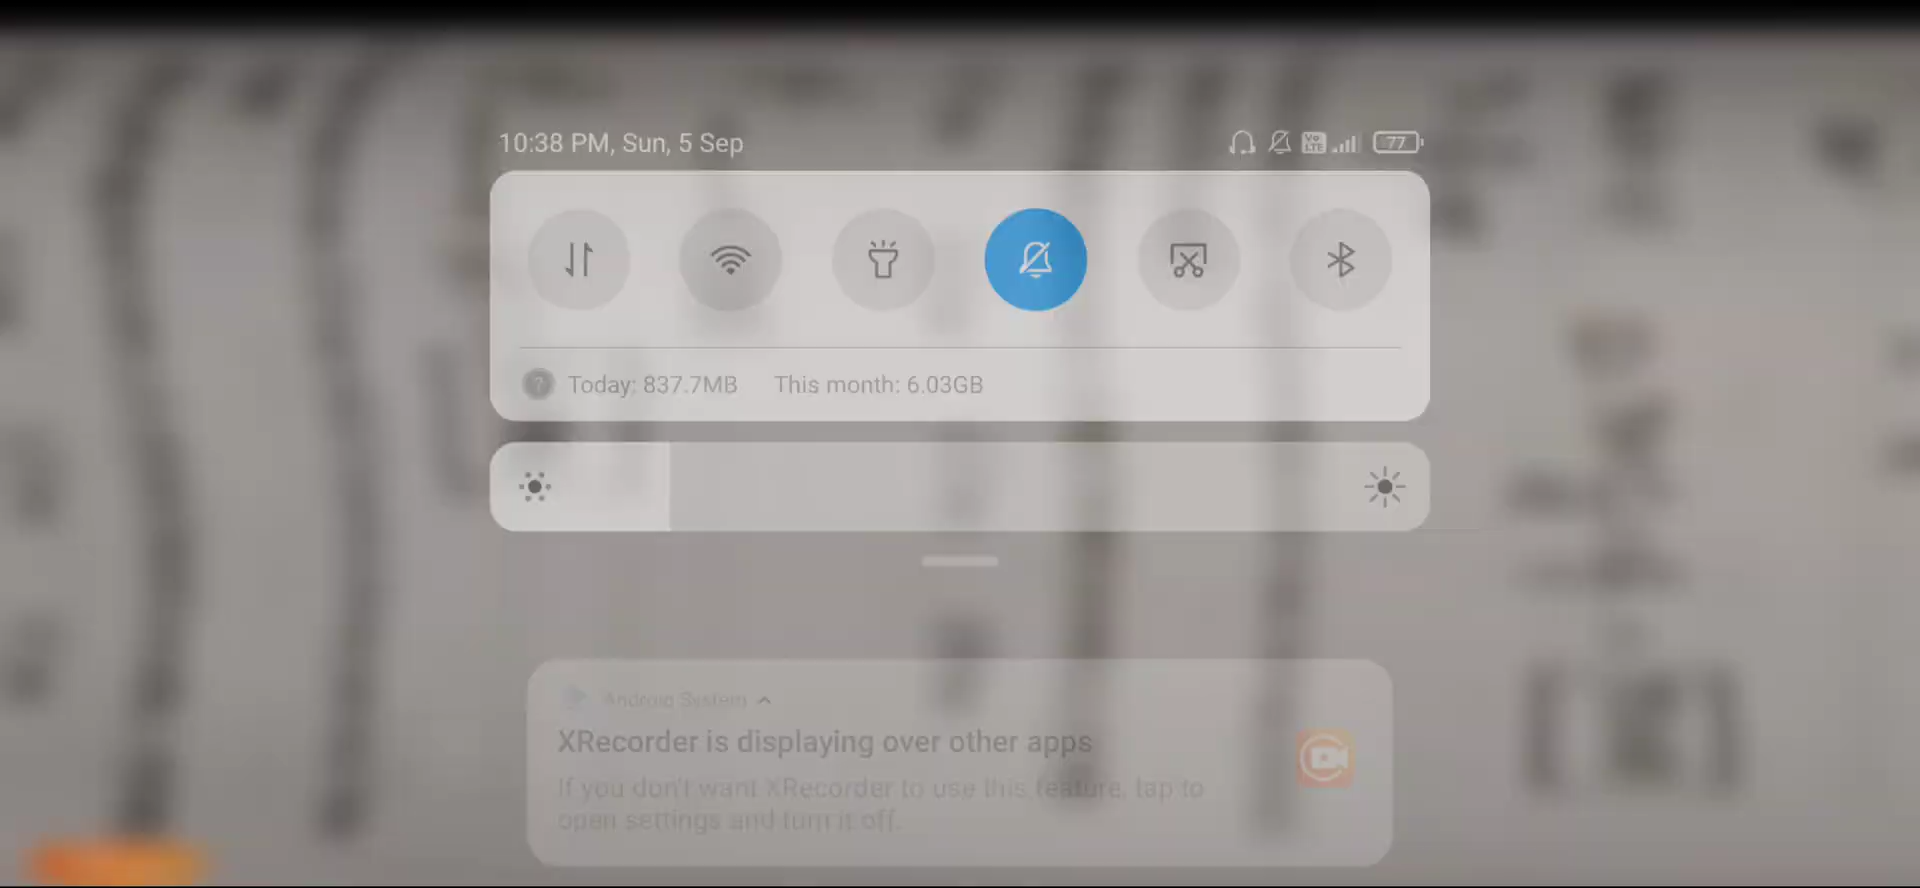 10:38 PM, Sun, 5 Sep
Vo LTE
77
Today: 837.7MB This month: 6.03GB
Android System
XRecorder is displaying over other apps
If you don't want XRecorder to use this feature, tap to
open settings and turn it off.